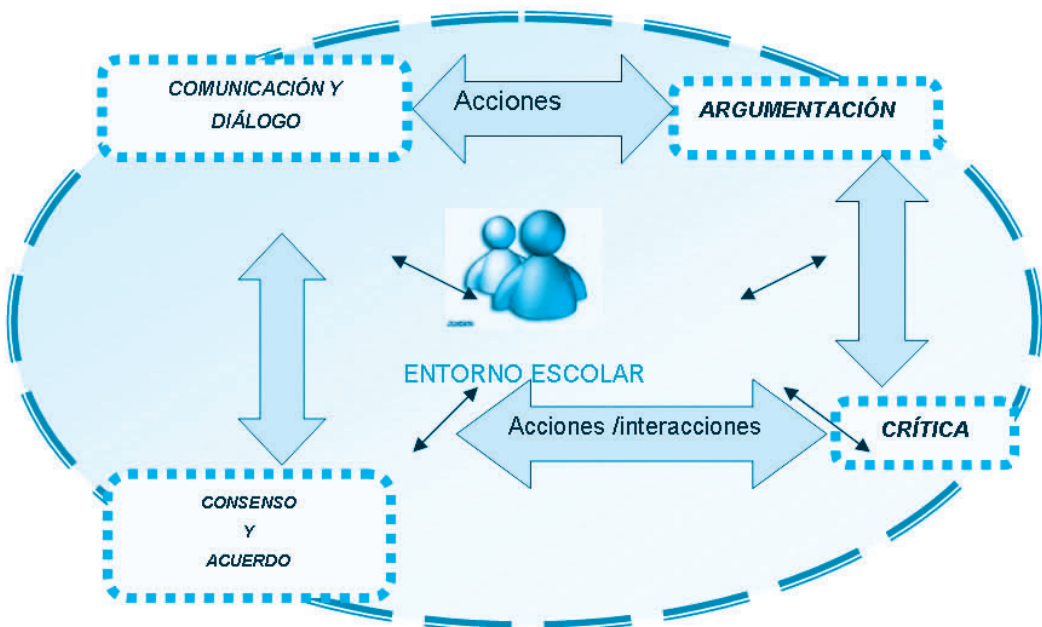 COMUNICACIÓN Y
DIÁLOGO
Acciones
ARGUMENTACIÓN
ENTORNO ESCOLAR
Acciones /interacciones
CRÍTICA
CONSENSO
Y
ACUERDO